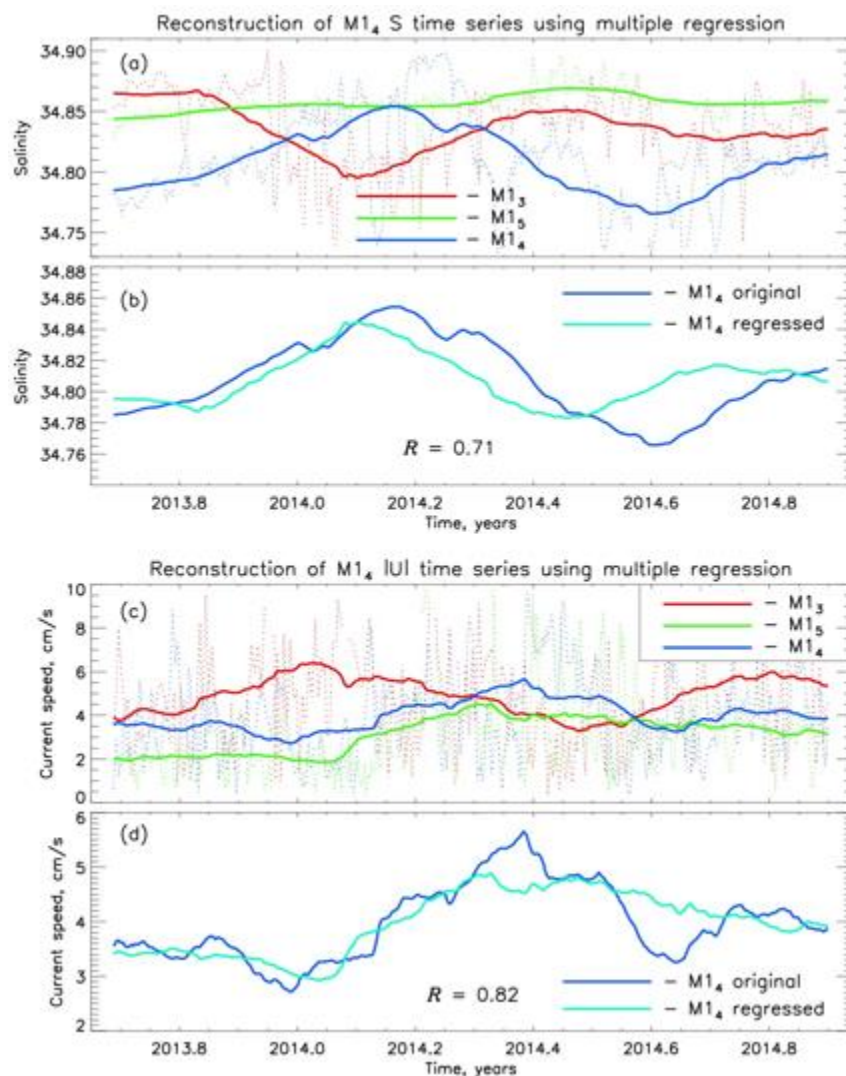 Reconstruction of M1₄ S time series using multiple regression
34.90
(a)
34.85
Salinity
34.80
– M1₃
– M1₅
34.75
– M1₄
34.88
(b)
– M1₄ original
34.86
– M1₄ regressed
34.84
34.82
Salinity
34.80
34.78
R = 0.71
34.76
2013.8 2014.0 2014.2 2014.4 2014.6 2014.8
Time, years
Reconstruction of M1₄ |U| time series using multiple regression
10
(c)
– M1₃
8
– M1₅
– M1₄
6
Current speed, cm/s
4
2
0
6
(d)
5
Current speed, cm/s
4
3
– M1₄ original
R = 0.82
– M1₄ regressed
2
2013.8 2014.0 2014.2 2014.4 2014.6 2014.8
Time, years